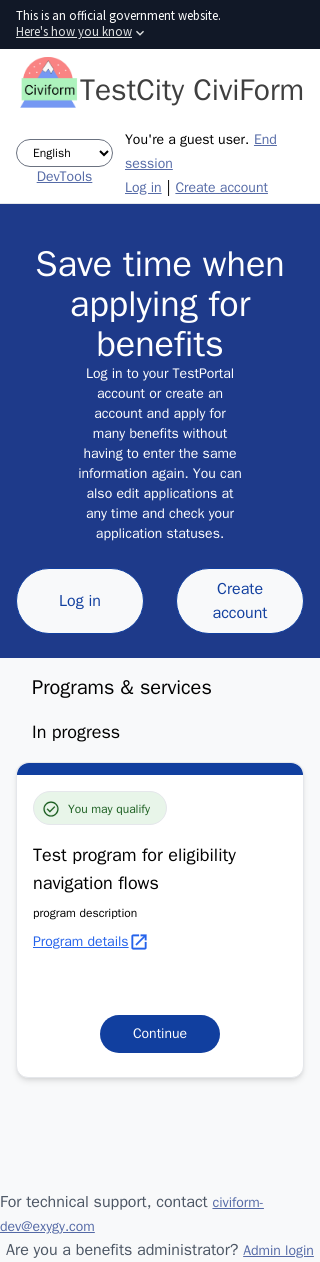 This is an official government website.
Here's how you know
Civiform
TestCity CiviForm
English
DevTools
You're a guest user. End
session
Log in | Create account
Save time when
applying for
benefits
Log in to your TestPortal
account or create an
account and apply for
many benefits without
having to enter the same
information again. You can
also edit applications at
any time and check your
application statuses.
Log in
Create
account
Programs & services
In progress
You may qualify
Test program for eligibility
navigation flows
program description
Program details
Continue
For technical support, contact civiform-
dev@exygy.com
Are you a benefits administrator? Admin login